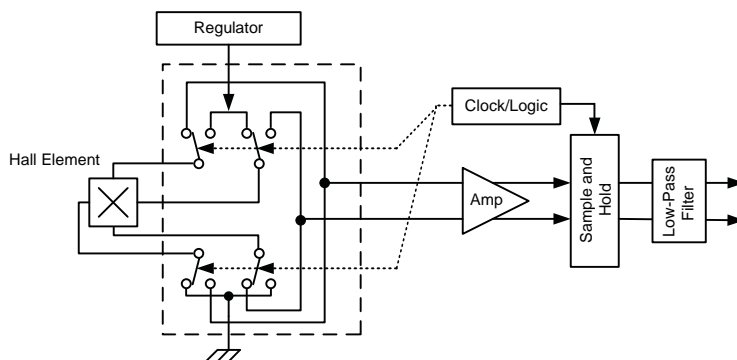 Regulator
Clock/Logic
Hall Element
Amp
Sample and
Hold
Low-Pass
Filter